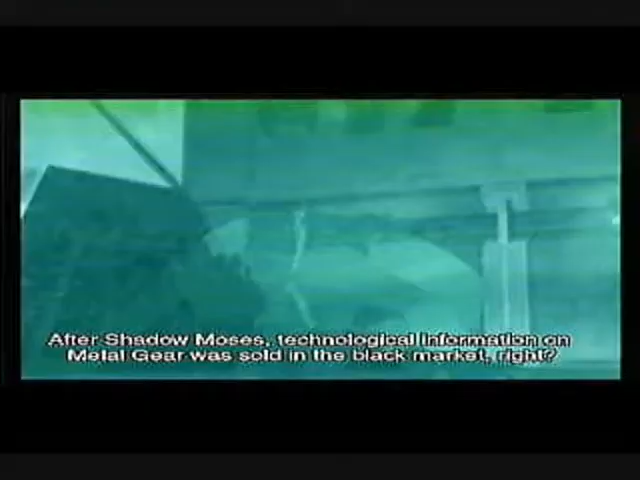 After Shadow Moses, technological information on
Metal Gear was sold in the black market, right?